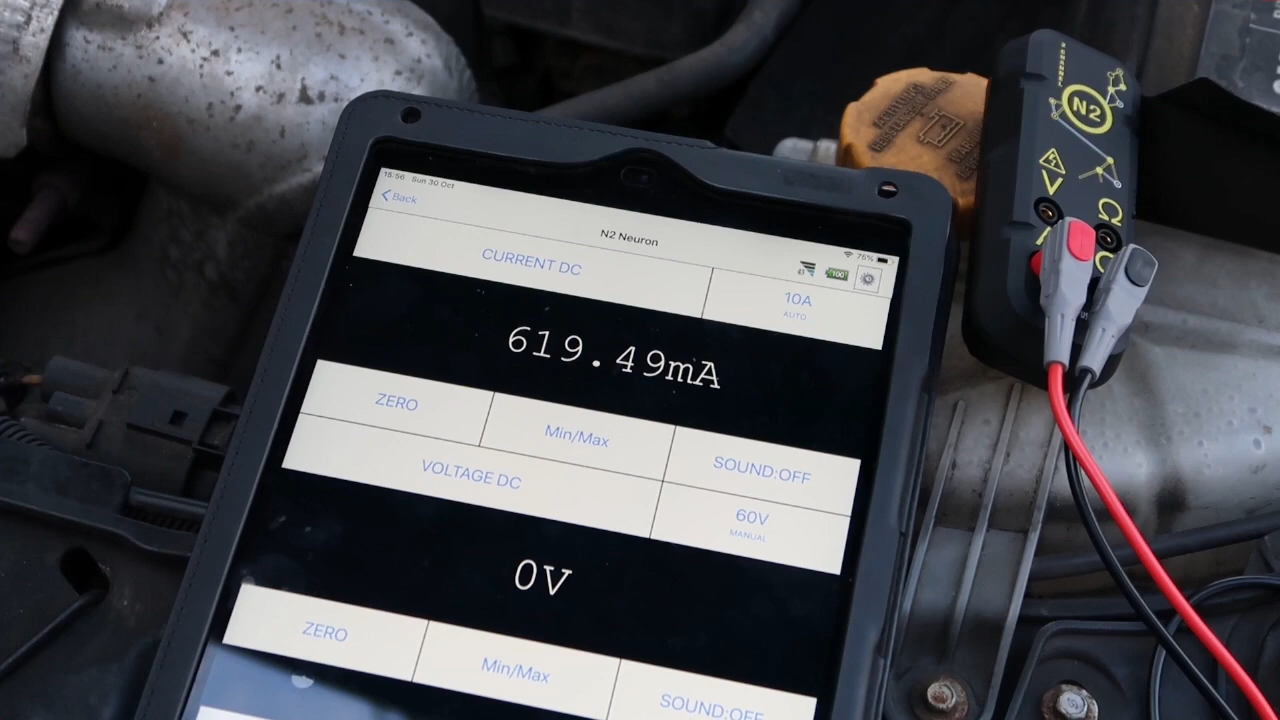 15:56 Sun 30 Oct
76%
Back
N2 Neuron
100
CURRENT DC
10A
AUTO
619.49mA
ZERO
Min/Max
SOUND:OFF
VOLTAGE DC
60V
MANUAL
0V
ZERO
Min/Max
SOUND:OFF
N2
V
Ω